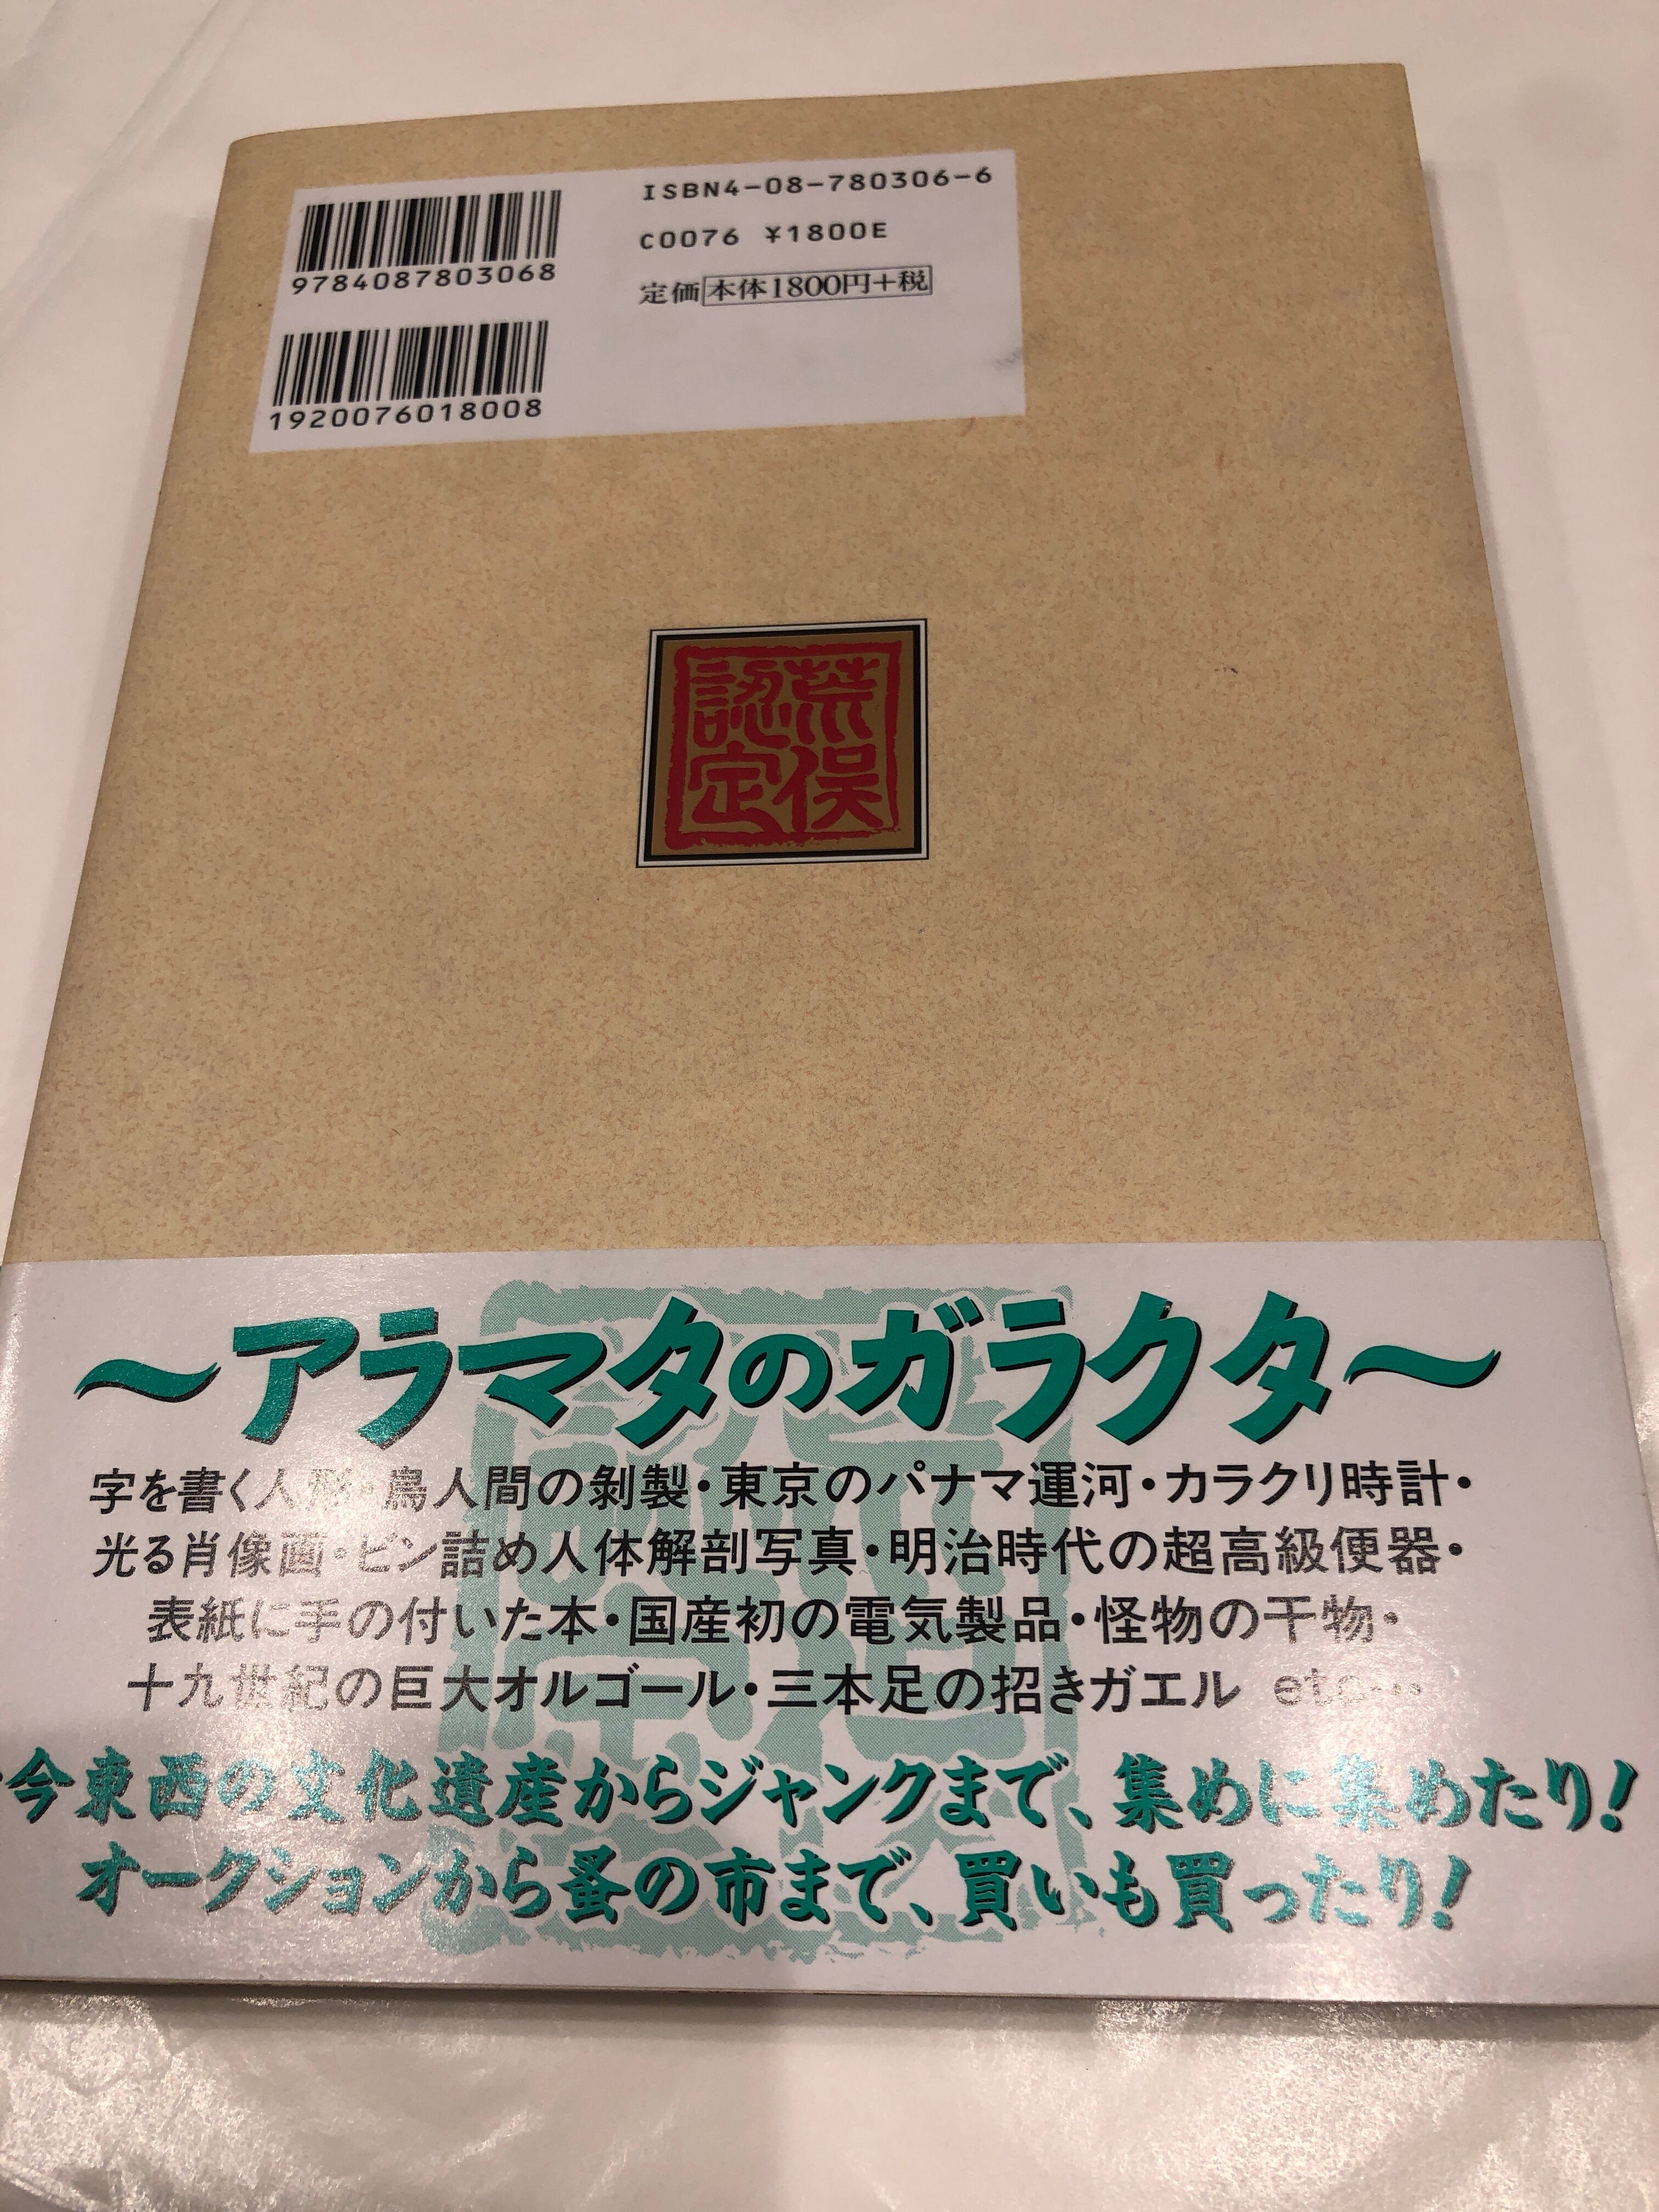 ISBN4-08-780306-6
C0076 ¥1800E
定価本体1800円+税
9784087803068
1920076018008
荒俣
認定
〜アラマタのガラクタ〜
字を書く人形・鳥人間の剝製・東京のパナマ運河・カラクリ時計・
光る肖像画・ビン詰め人体解剖写真・明治時代の超高級便器・
表紙に手の付いた本・国産初の電気製品・怪物の干物・
十九世紀の巨大オルゴール・三本足の招きガエル etc…
今東西の文化遺産からジャンクまで、集めに集めたり!
オークションから蚤の市まで、買いも買ったり!